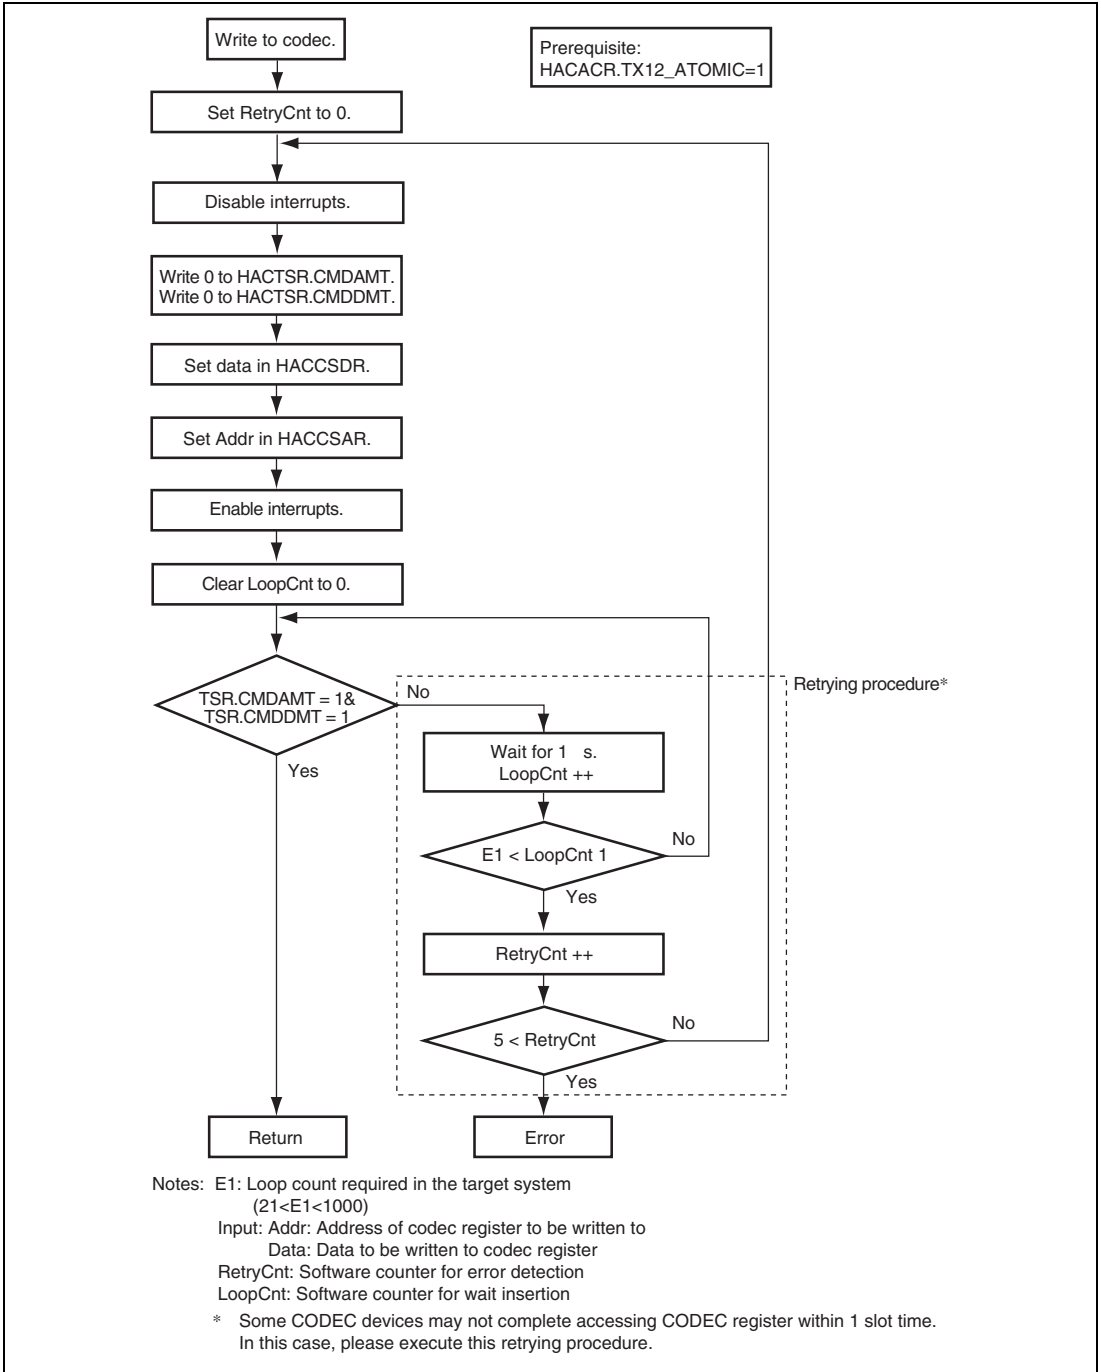 Write to codec.
Prerequisite:
HACACR.TX12_ATOMIC=1
Set RetryCnt to 0.
Disable interrupts.
Write 0 to HACTSR.CMDAMT.
Write 0 to HACTSR.CMDDMT.
Set data in HACCSDR.
Set Addr in HACCSAR.
Enable interrupts.
Clear LoopCnt to 0.
TSR.CMDAMT = 1&
TSR.CMDDMT = 1
No
Yes
Retrying procedure*
Wait for 1 s.
LoopCnt ++
E1 < LoopCnt 1
No
Yes
RetryCnt ++
5 < RetryCnt
No
Yes
Return
Error
Notes: E1: Loop count required in the target system
(21<E1<1000)
Input: Addr: Address of codec register to be written to
Data: Data to be written to codec register
RetryCnt: Software counter for error detection
LoopCnt: Software counter for wait insertion
* Some CODEC devices may not complete accessing CODEC register within 1 slot time.
In this case, please execute this retrying procedure.